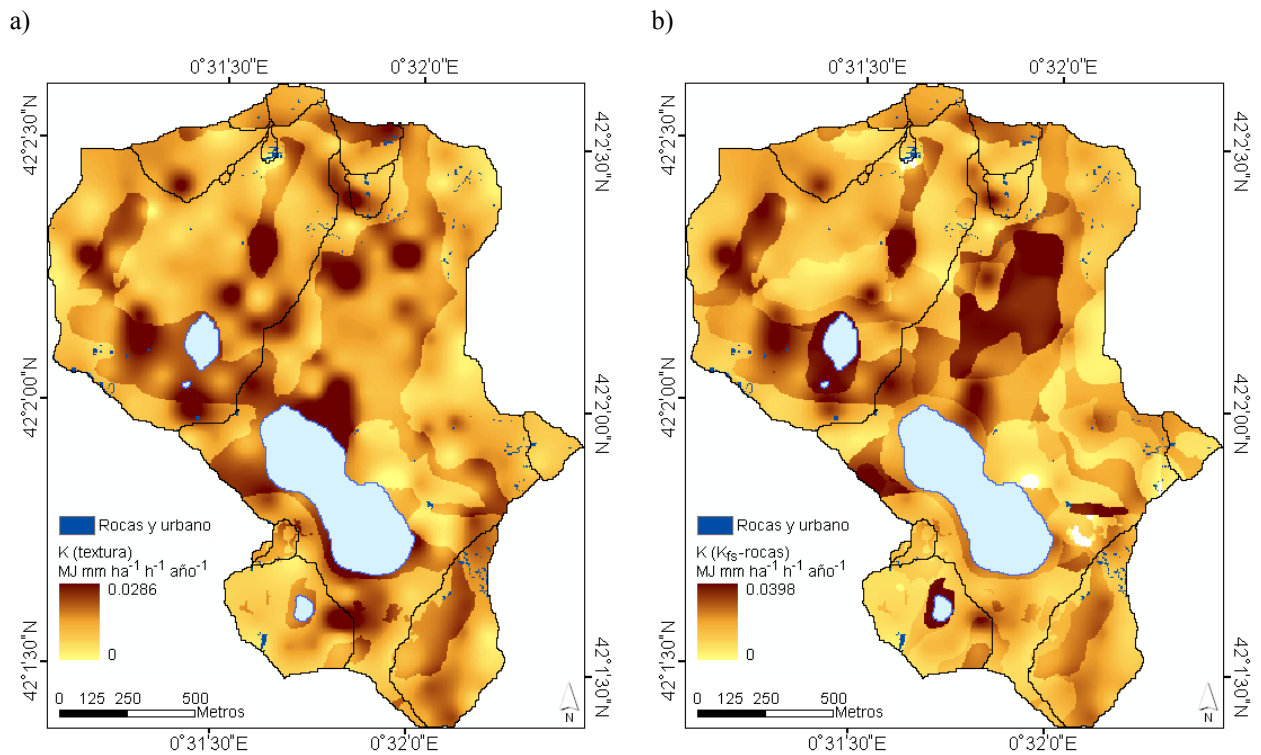 a)
b)
0°31'30"E 0°32'0"E
0°31'30"E 0°32'0"E
42°2'30"N
42°2'30"N
42°2'30"N
42°2'30"N
42°2'0"N
42°2'0"N
42°2'0"N
42°2'0"N
42°1'30"N
42°1'30"N
42°1'30"N
42°1'30"N
Rocas y urbano
K (textura)
MJ mm ha⁻¹ h⁻¹ año⁻¹
0.0286
0
0 125 250 500
Metros
N
0°31'30"E 0°32'0"E
Rocas y urbano
K (Kfs-rocas)
MJ mm ha⁻¹ h⁻¹ año⁻¹
0.0398
0
0 125 250 500
Metros
N
0°31'30"E 0°32'0"E